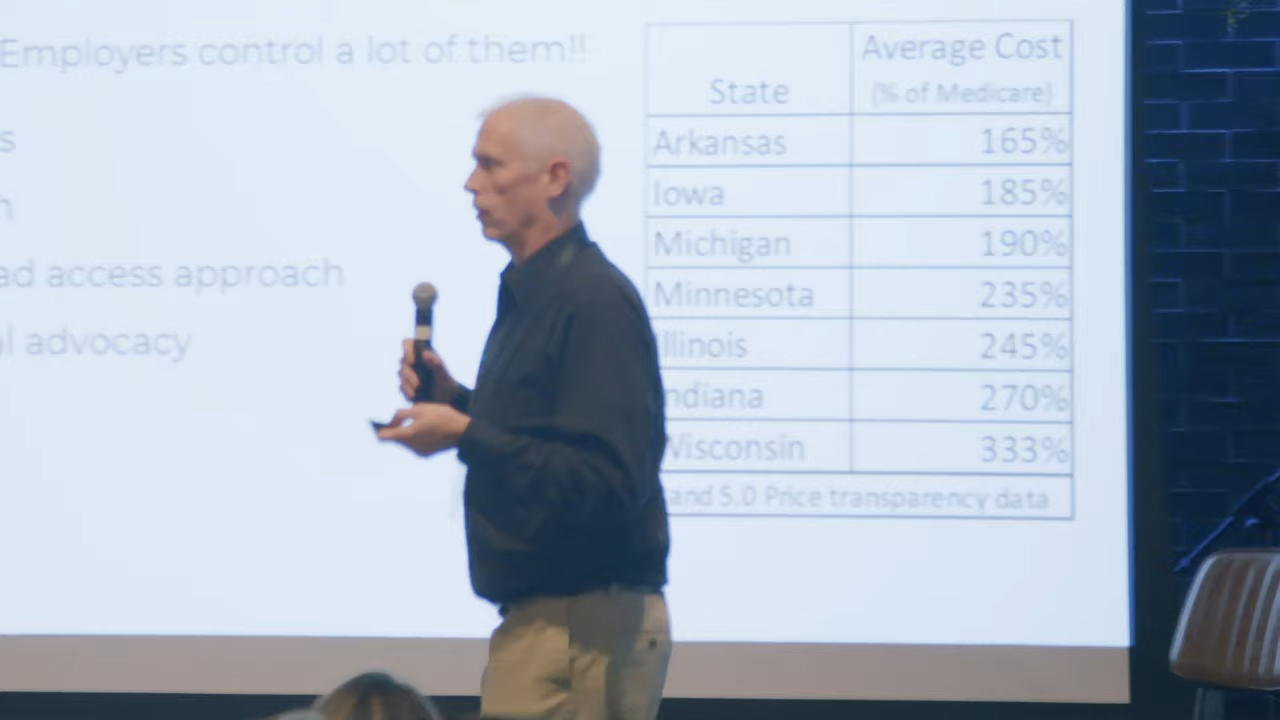 Employers control a lot of them!!
s
n
ad access approach
l advocacy
State Average Cost
(% of Medicare)
Arkansas 165%
Iowa 185%
Michigan 190%
Minnesota 235%
Illinois 245%
ndiana 270%
Wisconsin 333%
and 5.0 Price transparency data